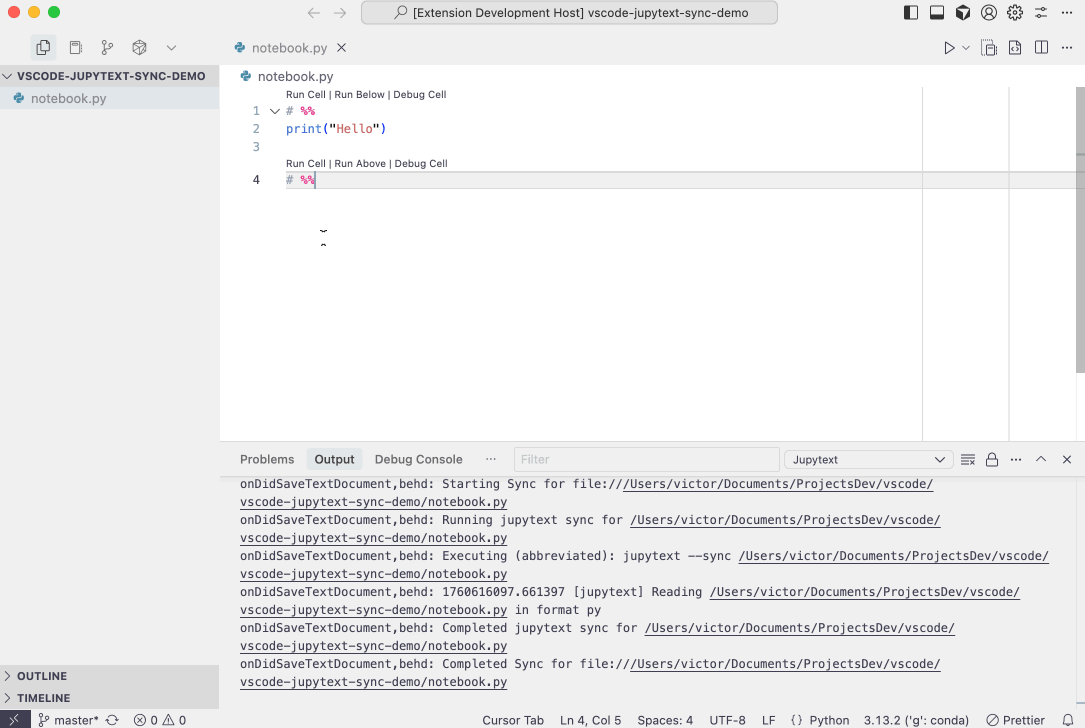 [Extension Development Host] vscode-jupytext-sync-demo
notebook.py
VSCODE-JUPYTEXT-SYNC-DEMO
notebook.py
notebook.py
Run Cell | Run Below | Debug Cell
1 # %%
2 print("Hello")
3
Run Cell | Run Above | Debug Cell
4 # %%
Problems Output Debug Console ··· Filter Jupytext
onDidSaveTextDocument,behd: Starting Sync for file:///Users/victor/Documents/ProjectsDev/vscode/
vscode-jupytext-sync-demo/notebook.py
onDidSaveTextDocument,behd: Running jupytext sync for /Users/victor/Documents/ProjectsDev/vscode/
vscode-jupytext-sync-demo/notebook.py
onDidSaveTextDocument,behd: Executing (abbreviated): jupytext --sync /Users/victor/Documents/ProjectsDev/vscode/
vscode-jupytext-sync-demo/notebook.py
onDidSaveTextDocument,behd: 1760616097.661397 [jupytext] Reading /Users/victor/Documents/ProjectsDev/vscode/
vscode-jupytext-sync-demo/notebook.py in format py
onDidSaveTextDocument,behd: Completed jupytext sync for /Users/victor/Documents/ProjectsDev/vscode/
vscode-jupytext-sync-demo/notebook.py
onDidSaveTextDocument,behd: Completed Sync for file:///Users/victor/Documents/ProjectsDev/vscode/
vscode-jupytext-sync-demo/notebook.py
OUTLINE
TIMELINE
master* 0 0 Cursor Tab Ln 4, Col 5 Spaces: 4 UTF-8 LF {} Python 3.13.2 ('g': conda) Prettier